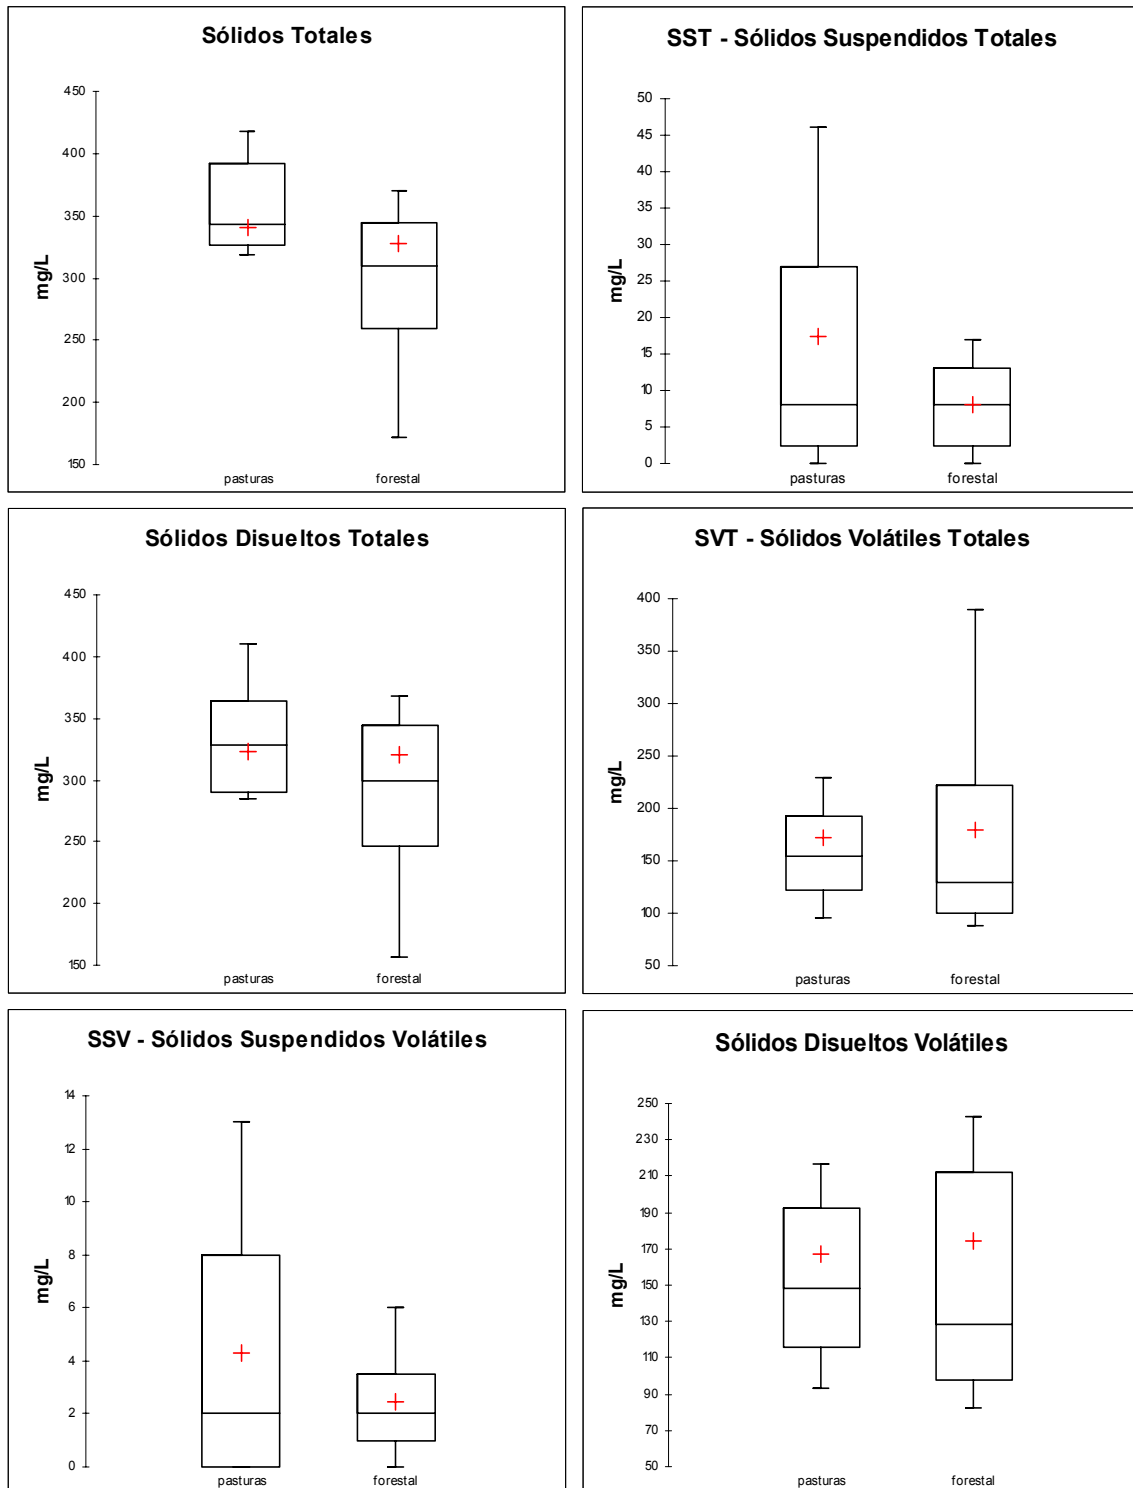 Sólidos Totales
450
400
350
300
250
200
150
mg/L
pasturas
forestal
SST - Sólidos Suspendidos Totales
50
45
40
35
30
25
20
15
10
5
0
mg/L
pasturas
forestal
Sólidos Disueltos Totales
450
400
350
300
250
200
150
mg/L
pasturas
forestal
SVT - Sólidos Volátiles Totales
400
350
300
250
200
150
100
50
mg/L
pasturas
forestal
SSV - Sólidos Suspendidos Volátiles
14
12
10
8
6
4
2
0
mg/L
pasturas
forestal
Sólidos Disueltos Volátiles
250
230
210
190
170
150
130
110
90
70
50
mg/L
pasturas
forestal